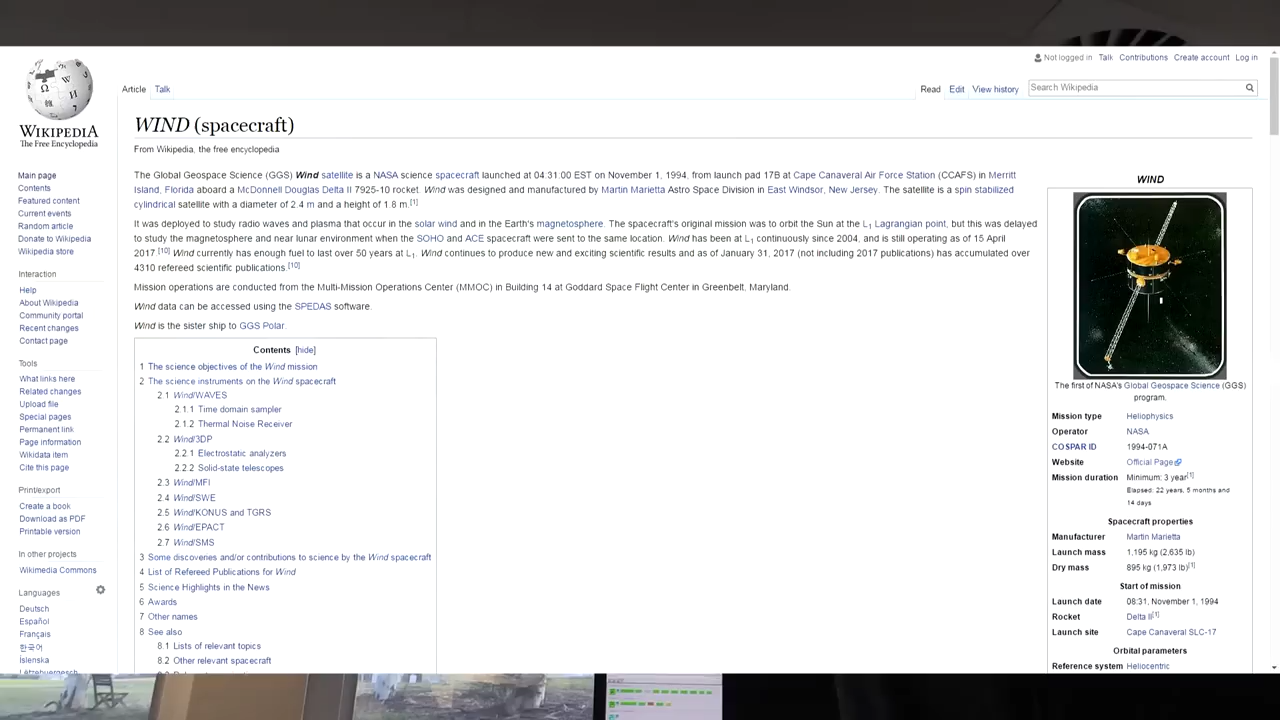 Not logged in Talk Contributions Create account Log in
Article Talk Read Edit View history Search Wikipedia
WIKIPEDIA
The Free Encyclopedia
Main page
Contents
Featured content
Current events
Random article
Donate to Wikipedia
Wikipedia store
Interaction
Help
About Wikipedia
Community portal
Recent changes
Contact page
Tools
What links here
Related changes
Upload file
Special pages
Permanent link
Page information
Wikidata item
Cite this page
Print/export
Create a book
Download as PDF
Printable version
In other projects
Wikimedia Commons
Languages
Deutsch
Español
Français
한국어
Íslenska
Lëtzebuergesch
WIND (spacecraft)
From Wikipedia, the free encyclopedia
The Global Geospace Science (GGS) Wind satellite is a NASA science spacecraft launched at 04:31:00 EST on November 1, 1994, from launch pad 17B at Cape Canaveral Air Force Station (CCAFS) in Merritt
Island, Florida aboard a McDonnell Douglas Delta II 7925-10 rocket. Wind was designed and manufactured by Martin Marietta Astro Space Division in East Windsor, New Jersey. The satellite is a spin stabilized
cylindrical satellite with a diameter of 2.4 m and a height of 1.8 m.[1]
It was deployed to study radio waves and plasma that occur in the solar wind and in the Earth's magnetosphere. The spacecraft's original mission was to orbit the Sun at the L1 Lagrangian point, but this was delayed
to study the magnetosphere and near lunar environment when the SOHO and ACE spacecraft were sent to the same location. Wind has been at L1 continuously since 2004, and is still operating as of 15 April
2017.[10] Wind currently has enough fuel to last over 50 years at L1. Wind continues to produce new and exciting scientific results and as of January 31, 2017 (not including 2017 publications) has accumulated over
4310 refereed scientific publications.[10]
Mission operations are conducted from the Multi-Mission Operations Center (MMOC) in Building 14 at Goddard Space Flight Center in Greenbelt, Maryland.
Wind data can be accessed using the SPEDAS software.
Wind is the sister ship to GGS Polar.
Contents [hide]
1 The science objectives of the Wind mission
2 The science instruments on the Wind spacecraft
2.1 Wind/WAVES
2.1.1 Time domain sampler
2.1.2 Thermal Noise Receiver
2.2 Wind/3DP
2.2.1 Electrostatic analyzers
2.2.2 Solid-state telescopes
2.3 Wind/MFI
2.4 Wind/SWE
2.5 Wind/KONUS and TGRS
2.6 Wind/EPACT
2.7 Wind/SMS
3 Some discoveries and/or contributions to science by the Wind spacecraft
4 List of Refereed Publications for Wind
5 Science Highlights in the News
6 Awards
7 Other names
8 See also
8.1 Lists of relevant topics
8.2 Other relevant spacecraft
WIND
The first of NASA's Global Geospace Science (GGS)
program.
Mission type Heliophysics
Operator NASA
COSPAR ID 1994-071A
Website Official Page
Mission duration Minimum: 3 year[1]
Elapsed: 22 years, 5 months and
14 days
Spacecraft properties
Manufacturer Martin Marietta
Launch mass 1,195 kg (2,635 lb)
Dry mass 895 kg (1,973 lb)[1]
Start of mission
Launch date 08:31, November 1, 1994
Rocket Delta II[1]
Launch site Cape Canaveral SLC-17
Orbital parameters
Reference system Heliocentric